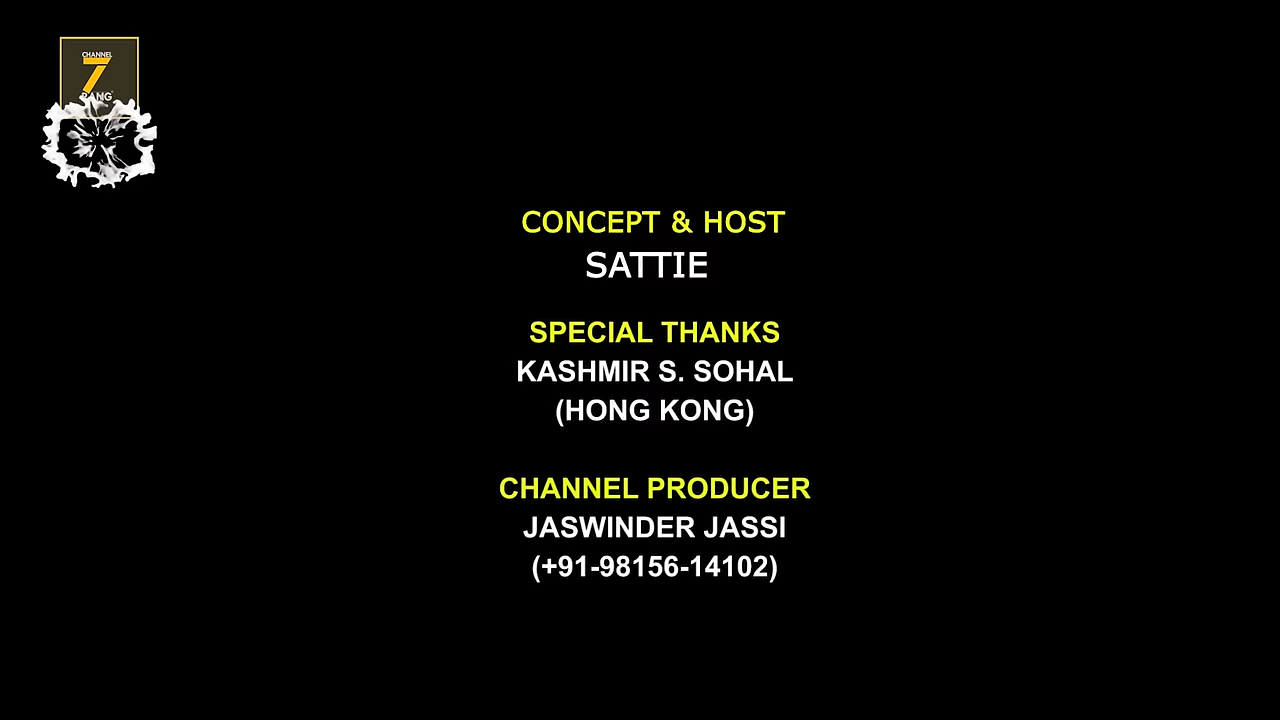 CHANNEL
7
RANG
CONCEPT & HOST
SATTIE
SPECIAL THANKS
KASHMIR S. SOHAL
(HONG KONG)
CHANNEL PRODUCER
JASWINDER JASSI
(+91-98156-14102)